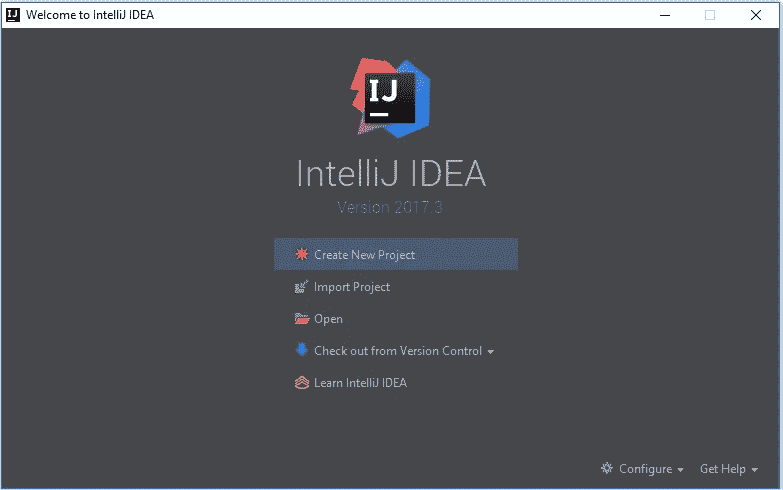 Welcome to IntelliJ IDEA
IJ
IntelliJ IDEA
Version 2017.3
Create New Project
Import Project
Open
Check out from Version Control
Learn IntelliJ IDEA
Configure Get Help